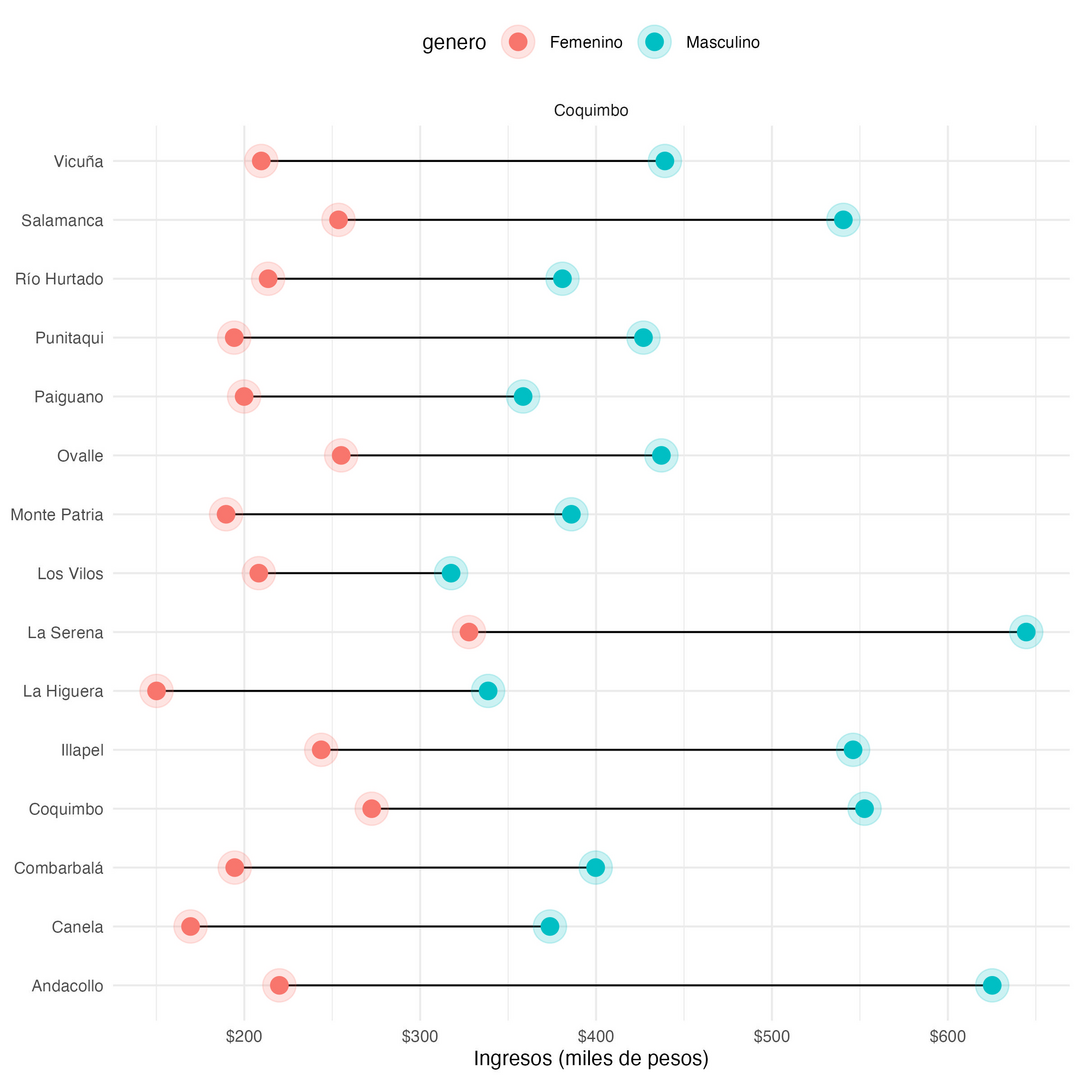 genero Femenino Masculino
Coquimbo
Vicuña
Salamanca
Río Hurtado
Punitaqui
Paiguano
Ovalle
Monte Patria
Los Vilos
La Serena
La Higuera
Illapel
Coquimbo
Combarbalá
Canela
Andacollo
$200 $300 $400 $500 $600
Ingresos (miles de pesos)